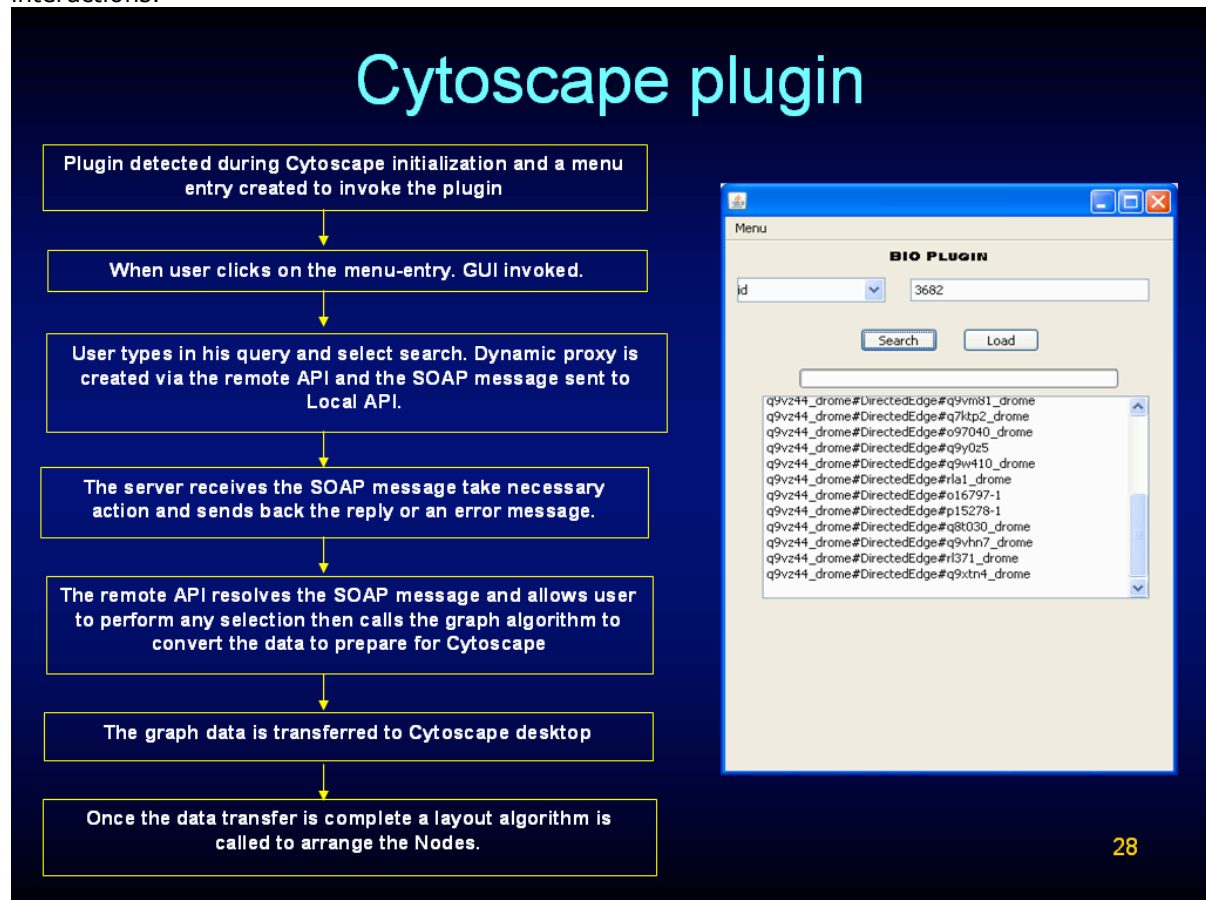 Cytoscape plugin
Plugin detected during Cytoscape initialization and a menu
entry created to invoke the plugin
When user clicks on the menu-entry. GUI invoked.
User types in his query and select search. Dynamic proxy is
created via the remote API and the SOAP message sent to
Local API.
The server receives the SOAP message take necessary
action and sends back the reply or an error message.
The remote API resolves the SOAP message and allows user
to perform any selection then calls the graph algorithm to
convert the data to prepare for Cytoscape
The graph data is transferred to Cytoscape desktop
Once the data transfer is complete a layout algorithm is
called to arrange the Nodes.
Menu
BIO PLUGIN
id
3682
Search
Load
q9vz44_drome#DirectedEdge#q9vm81_drome
q9vz44_drome#DirectedEdge#q7ktp2_drome
q9vz44_drome#DirectedEdge#o97040_drome
q9vz44_drome#DirectedEdge#q9y0z5
q9vz44_drome#DirectedEdge#q9w410_drome
q9vz44_drome#DirectedEdge#rla1_drome
q9vz44_drome#DirectedEdge#o16797-1
q9vz44_drome#DirectedEdge#p15278-1
q9vz44_drome#DirectedEdge#q8t030_drome
q9vz44_drome#DirectedEdge#q9vhn7_drome
q9vz44_drome#DirectedEdge#rl371_drome
q9vz44_drome#DirectedEdge#q9xtn4_drome
28